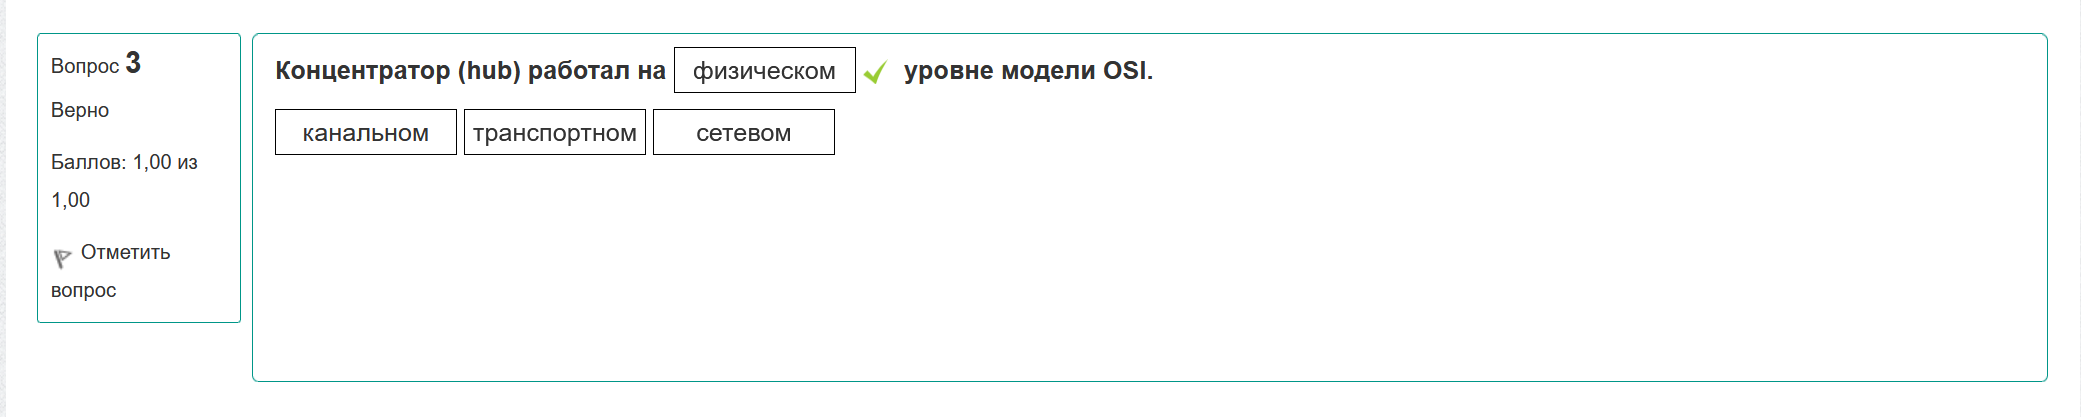 Вопрос 3
Верно
Баллов: 1,00 из
1,00
Отметить
вопрос
Концентратор (hub) работал на физическом уровне модели OSI.
канальном транспортном сетевом